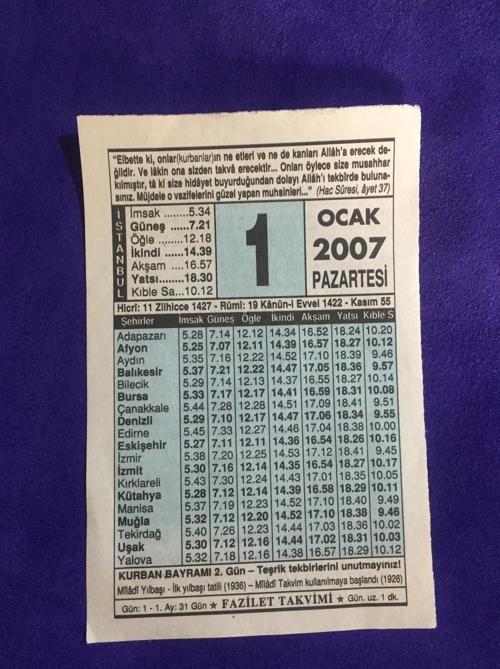 “Elbette ki, onlar(kurbanlar)ın ne etleri ve ne de kanları Allâh'a erecek de-
ğildir. Ve lâkin ona sizden takvâ erecektir... Onları öylece size musahhar
kılmıştır, tâ ki size hidâyet buyurduğundan dolayı Allâh'ı tekbîrde buluna-
sınız. Müjdele o vazîfelerini güzel yapan muhsinleri...” (Hac Sûresi, âyet 37)
İSTANBUL
İmsak ........5.34
Güneş ......7.21
Öğle .......12.18
İkindi .....14.39
Akşam ....16.57
Yatsı.......18.30
Kıble Sa...10.12
1
OCAK
2007
PAZARTESİ
Hicrî: 11 Zilhicce 1427 - Rûmî: 19 Kânûn-i Evvel 1422 - Kasım 55
Şehirler İmsak Güneş Öğle İkindi Akşam Yatsı Kıble S
Adapazarı 5.28 7.14 12.12 14.34 16.52 18.24 10.20
Afyon 5.25 7.07 12.11 14.39 16.57 18.27 10.12
Aydın 5.35 7.16 12.22 14.52 17.10 18.39 9.46
Balıkesir 5.37 7.21 12.22 14.47 17.05 18.36 9.57
Bilecik 5.29 7.14 12.13 14.37 16.55 18.27 10.14
Bursa 5.33 7.17 12.17 14.41 16.59 18.31 10.08
Çanakkale 5.44 7.28 12.28 14.51 17.09 18.41 9.51
Denizli 5.29 7.10 12.17 14.47 17.06 18.34 9.55
Edirne 5.45 7.33 12.27 14.46 17.04 18.38 10.00
Eskişehir 5.27 7.11 12.11 14.36 16.54 18.26 10.16
İzmir 5.38 7.20 12.25 14.53 17.12 18.41 9.45
İzmit 5.30 7.16 12.14 14.35 16.54 18.27 10.17
Kırklareli 5.43 7.30 12.24 14.43 17.01 18.35 10.05
Kütahya 5.28 7.12 12.14 14.39 16.58 18.29 10.11
Manisa 5.37 7.19 12.23 14.52 17.10 18.40 9.49
Muğla 5.32 7.12 12.20 14.52 17.10 18.38 9.46
Tekirdağ 5.40 7.26 12.23 14.44 17.03 18.36 10.02
Uşak 5.30 7.12 12.16 14.44 17.02 18.31 10.03
Yalova 5.32 7.18 12.16 14.38 16.57 18.29 10.12
KURBAN BAYRAMI 2. Gün – Teşrik tekbirlerini unutmayınız!
Mîlâdî Yılbaşı - İlk yılbaşı tatili (1936) – Mîlâdî Takvim kullanılmaya başlandı (1926)
Gün: 1 - 1. Ay: 31 Gün ★ FAZİLET TAKVİMİ ★ Gün. uz. 1 dk.